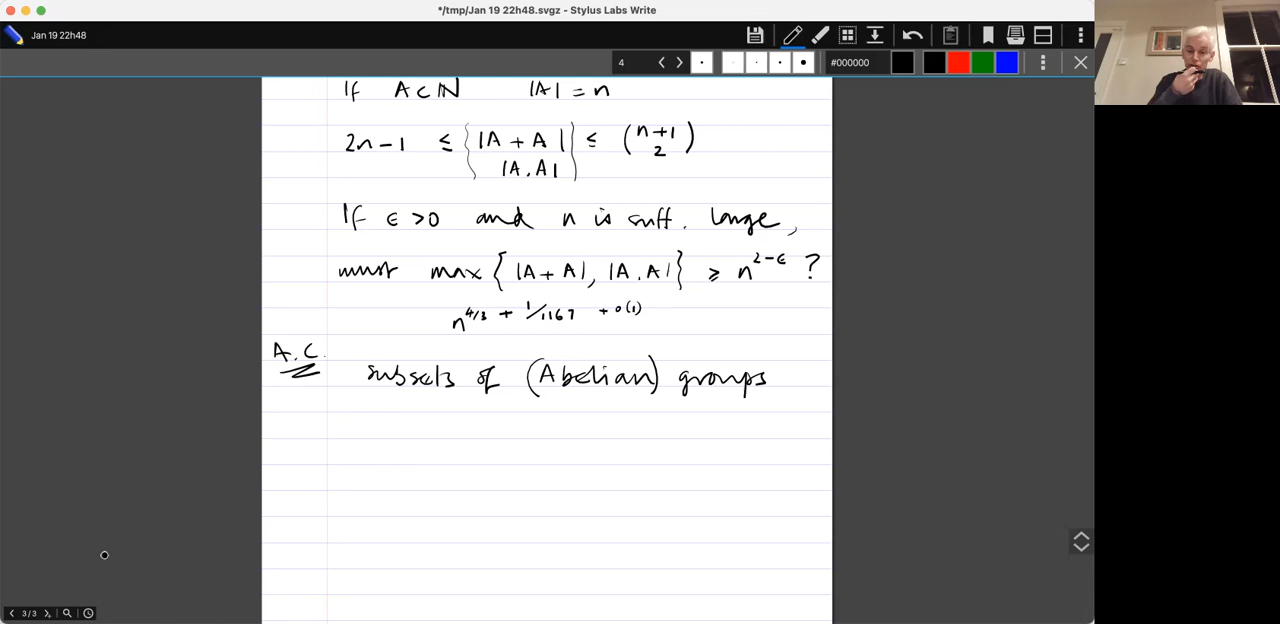 */tmp/Jan 19 22h48.svgz - Stylus Labs Write
Jan 19 22h48
4
#000000
If A ⊂ ℕ |A| = n
2n - 1 ≤ { |A + A| } ≤ (n+1
|A . A| 2)
If ϵ > 0 and n is suff. large,
must max { |A + A|, |A . A| } ≥ n^{2-ϵ} ?
n^{4/3 + 1/1167 + o(1)}
A.C.
subsets of (Abelian) groups
3/3